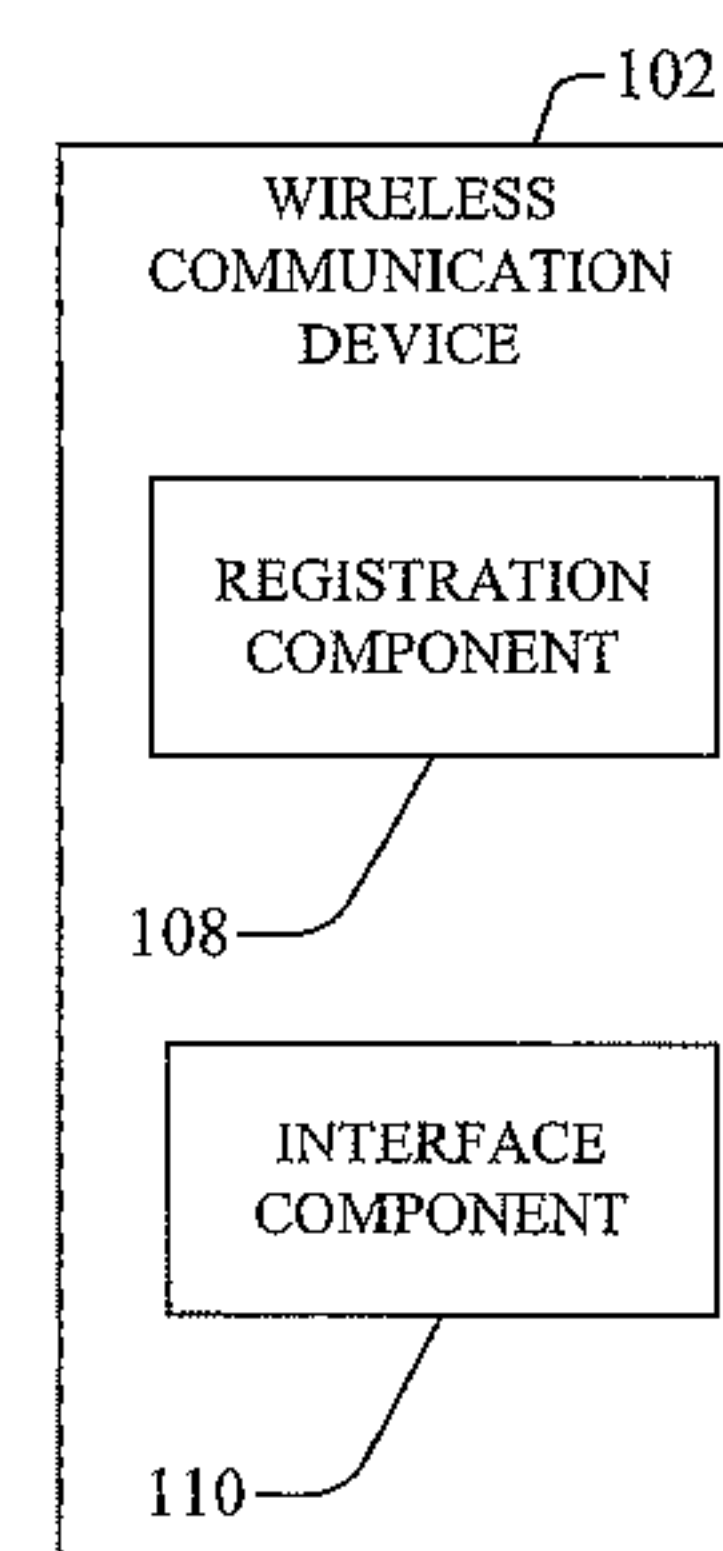 102
WIRELESS
COMMUNICATION
DEVICE
REGISTRATION
COMPONENT
108
INTERFACE
COMPONENT
110